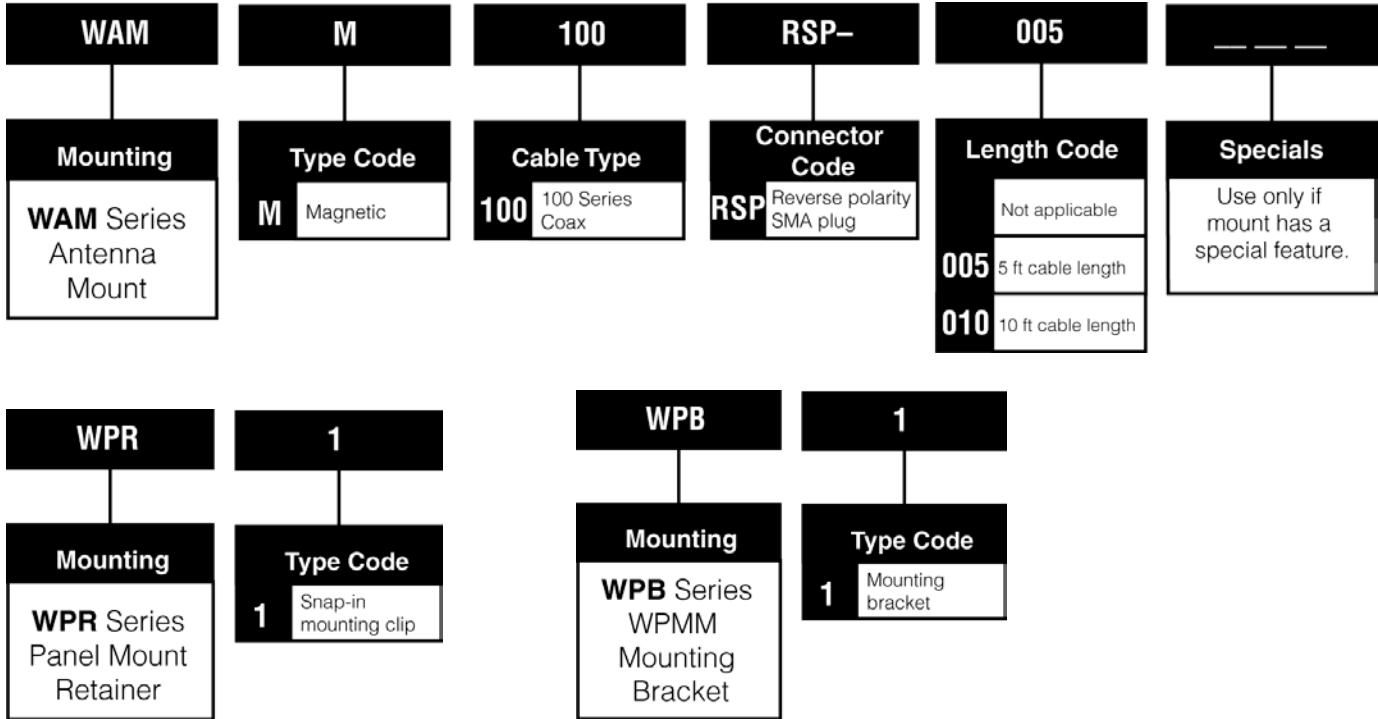 WAM M 100 RSP– 005 ___ ___ ___
Mounting
WAM Series
Antenna
Mount
Type Code
M Magnetic
Cable Type
100 100 Series
Coax
Connector
Code
RSP Reverse polarity
SMA plug
Length Code
Not applicable
005 5 ft cable length
010 10 ft cable length
Specials
Use only if
mount has a
special feature.
WPR 1
Mounting
WPR Series
Panel Mount
Retainer
Type Code
1 Snap-in
mounting clip
WPB 1
Mounting
WPB Series
WPMM
Mounting
Bracket
Type Code
1 Mounting
bracket